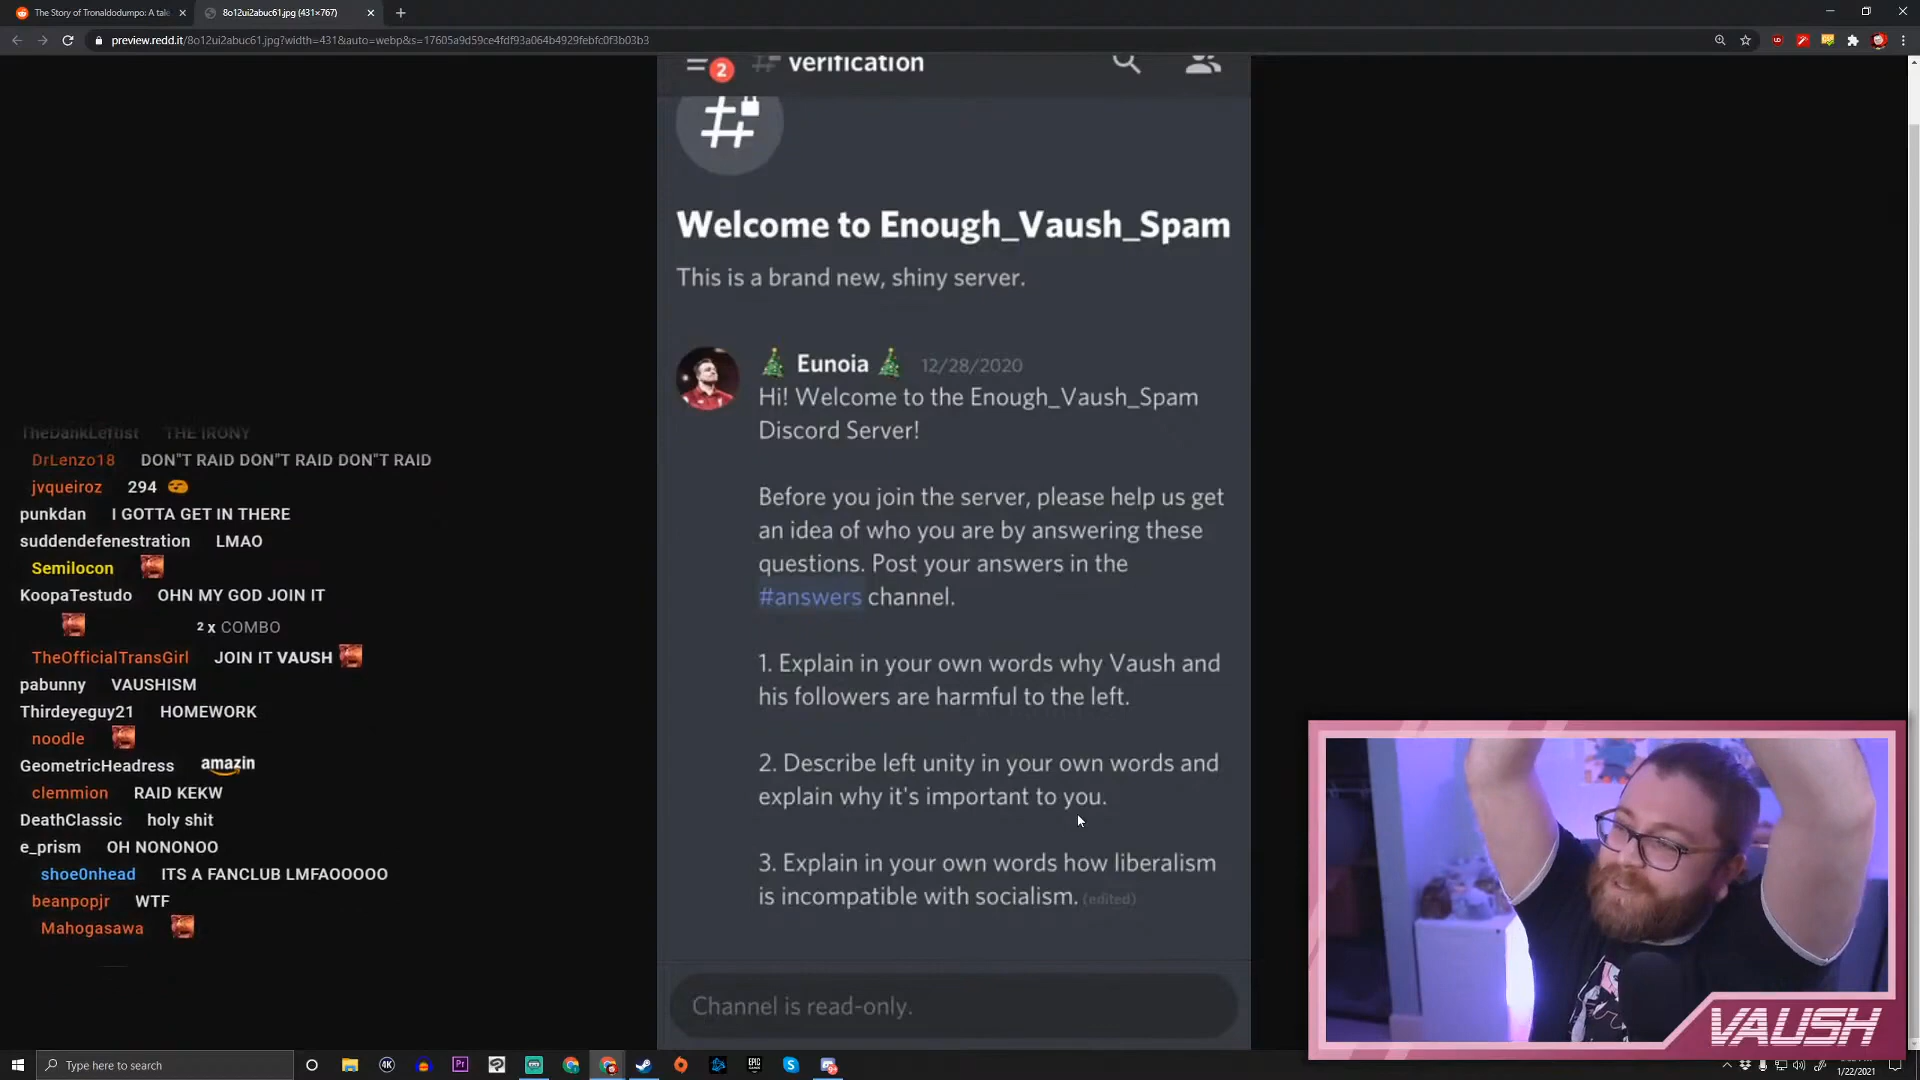 The Story of Tronaldodumpo: A tale
8o12ui2abuc61.jpg (431×767)
preview.redd.it/8o12ui2abuc61.jpg?width=431&auto=webp&s=17605a9d59ce4fdf93a064b4929febfc0f3b03b3
2
verification
Welcome to Enough_Vaush_Spam
This is a brand new, shiny server.
Eunoia 12/28/2020
Hi! Welcome to the Enough_Vaush_Spam
Discord Server!
Before you join the server, please help us get
an idea of who you are by answering these
questions. Post your answers in the
#answers channel.
1. Explain in your own words why Vaush and
his followers are harmful to the left.
2. Describe left unity in your own words and
explain why it's important to you.
3. Explain in your own words how liberalism
is incompatible with socialism. (edited)
Channel is read-only.
TheDankLeftist THE IRONY
DrLenzo18 DON"T RAID DON"T RAID DON"T RAID
jvqueiroz 294
punkdan I GOTTA GET IN THERE
suddendefenestration LMAO
Semilocon
KoopaTestudo OHN MY GOD JOIN IT
2 x COMBO
TheOfficialTransGirl JOIN IT VAUSH
pabunny VAUSHISM
Thirdeyeguy21 HOMEWORK
noodle
GeometricHeadress amazin
clemmion RAID KEKW
DeathClassic holy shit
e_prism OH NONONOO
shoe0nhead ITS A FANCLUB LMFAOOOOO
beanpopjr WTF
Mahogasawa
VAUSH
Type here to search
4K
Pr
EPIC
1/22/2021